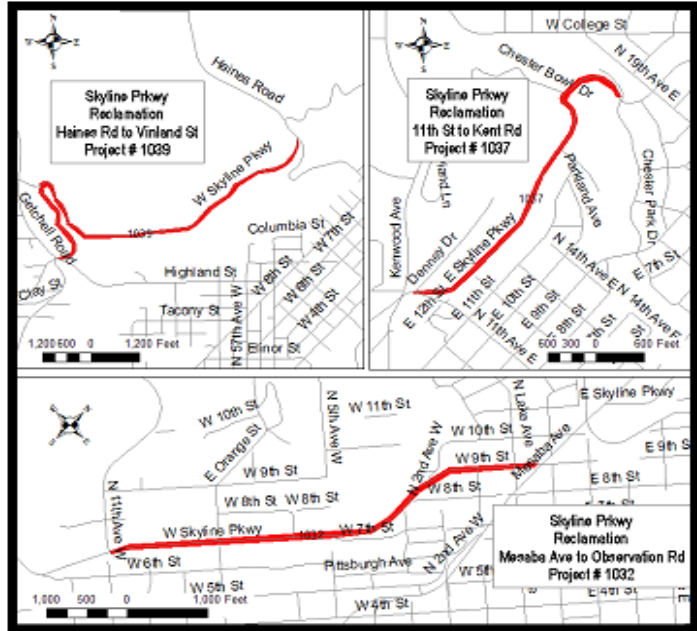 N
W E
S
Haines Road
Skyline Prkwy
Reclamation
Haines Rd to Vinland St
Project # 1039
W Skyline Pkwy
1039
Getchell Road
Columbia St
W 7th St
W 6th St
W 4th St
Highland St
Clay St
Tacony St
N 57th Ave W
Elinor St
1,200 600 0 1,200 Feet
W College St
N 19th Ave E
Chester Bowl Dr
Skyline Prkwy
Reclamation
11th St to Kent Rd
Project # 1037
Kenwood Ave
Parkland Ave
Chester Park Dr
1037
Denney Dr
E Skyline Pkwy
N 14th Ave E
E 7th St
N 14th Ave E
E 12th St
E 11th St
E 10th St
E 9th St
E 8th St
N 11th Ave E
600 300 0 600 Feet
W 10th St
W 11th St
N 5th Ave W
E Orange St
N 2nd Ave W
W 10th St
N Lake Ave
E Skyline Pkwy
Mesaba Ave
N 11th Ave W
W 9th St
W 9th St
E 9th St
W 8th St
W 8th St
W 8th St
E 8th St
W Skyline Pkwy
1032
W 7th St
W 6th St
Pittsburgh Ave
N 2nd Ave W
W 5th St
W 4th St
E 4th St
Skyline Prkwy
Reclamation
Mesaba Ave to Observation Rd
Project # 1032
1,000 500 0 1,000 Feet